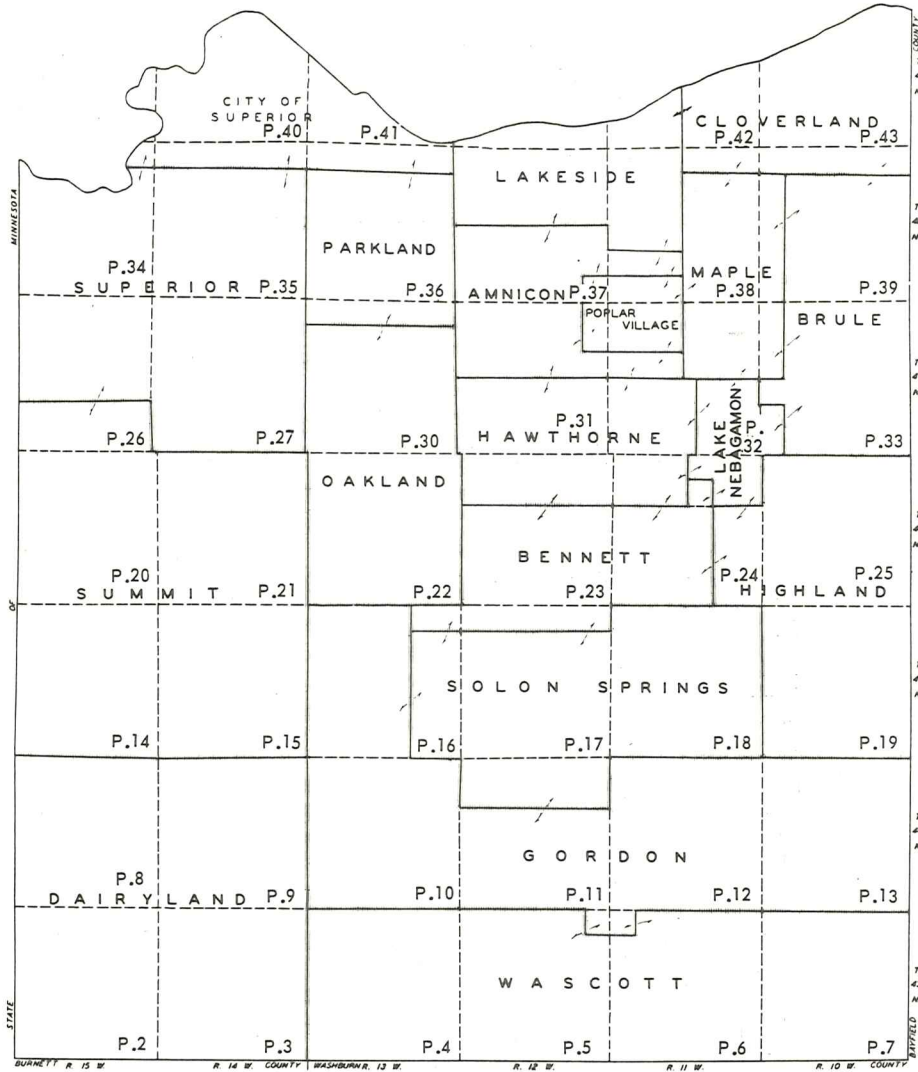 COUNTY
CITY OF
SUPERIOR
P.40
P.41
CLOVERLAND
P.42
P.43
LAKESIDE
MINNESOTA
PARKLAND
P.34
SUPERIOR
P.35
P.36
AMNICON
P.37
MAPLE
P.38
P.39
POPLAR
VILLAGE
BRULE
P.26
P.27
P.30
P.31
HAWTHORNE
LAKE
NEBAGAMON
P.
32
P.33
OAKLAND
BENNETT
P.20
SUMMIT
P.21
P.22
P.23
P.24
P.25
HIGHLAND
OF
SOLON SPRINGS
P.14
P.15
P.16
P.17
P.18
P.19
GORDON
P.8
DAIRYLAND
P.9
P.10
P.11
P.12
P.13
WASCOTT
STATE
BAYFIELD
P.2
P.3
P.4
P.5
P.6
P.7
BURNETT R. 15 W. R. 14 W. COUNTY WASHBURN R. 13 W. R. 12 W. R. 11 W. R. 10 W. COUNTY